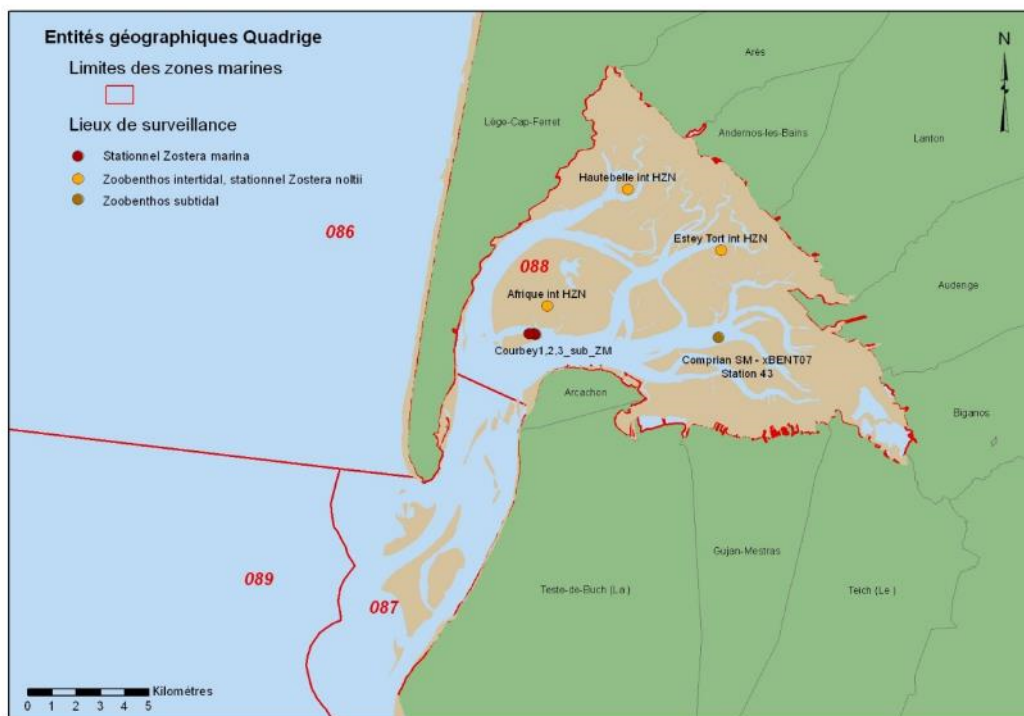 Entités géographiques Quadrige
Limites des zones marines
Lieux de surveillance
Stationnel Zostera marina
Zoobenthos intertidal, stationnel Zostera noltii
Zoobenthos subtidal
N
Arès
Lège-Cap-Ferret
Andernos-les-Bains
Lanton
Hautebelle int HZN
086
Estey Tort int HZN
088
Afrique int HZN
Audenge
Courbey1,2,3_sub_ZM
Comprian SM - xBENT07
Station 43
Arcachon
Biganos
089
087
Gujan-Mestras
Teste-de-Buch (La )
Teich (Le )
Kilométres
0 1 2 3 4 5